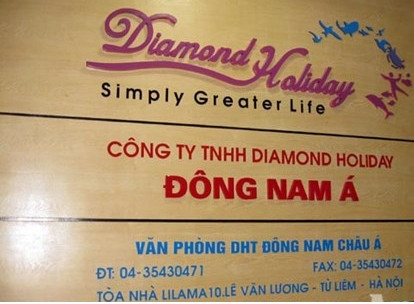 Diamond Holiday
Simply Greater Life
CÔNG TY TNHH DIAMOND HOLIDAY
ĐÔNG NAM Á
VĂN PHÒNG DHT ĐÔNG NAM CHÂU Á
ĐT: 04-35430471 FAX: 04-35430472
TÒA NHÀ LILAMA10.LÊ VĂN LƯƠNG - TỪ LIÊM - HÀ NỘI